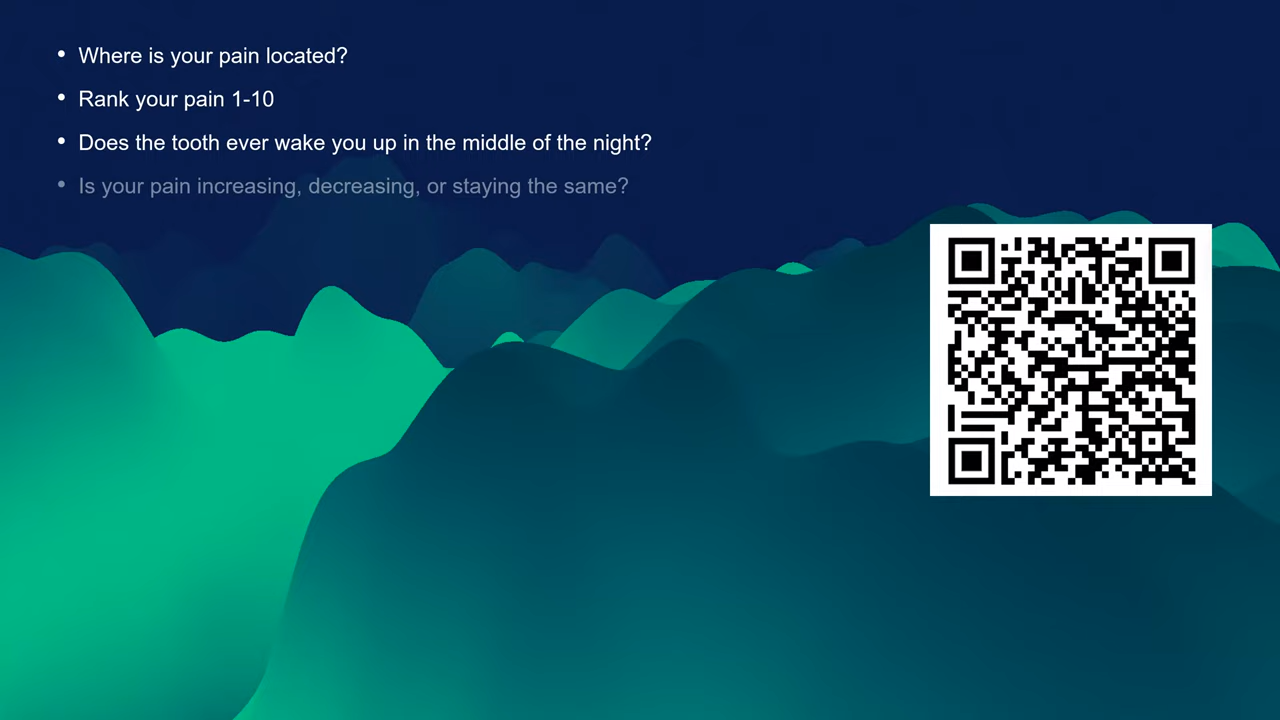 • Where is your pain located?
• Rank your pain 1-10
• Does the tooth ever wake you up in the middle of the night?
• Is your pain increasing, decreasing, or staying the same?